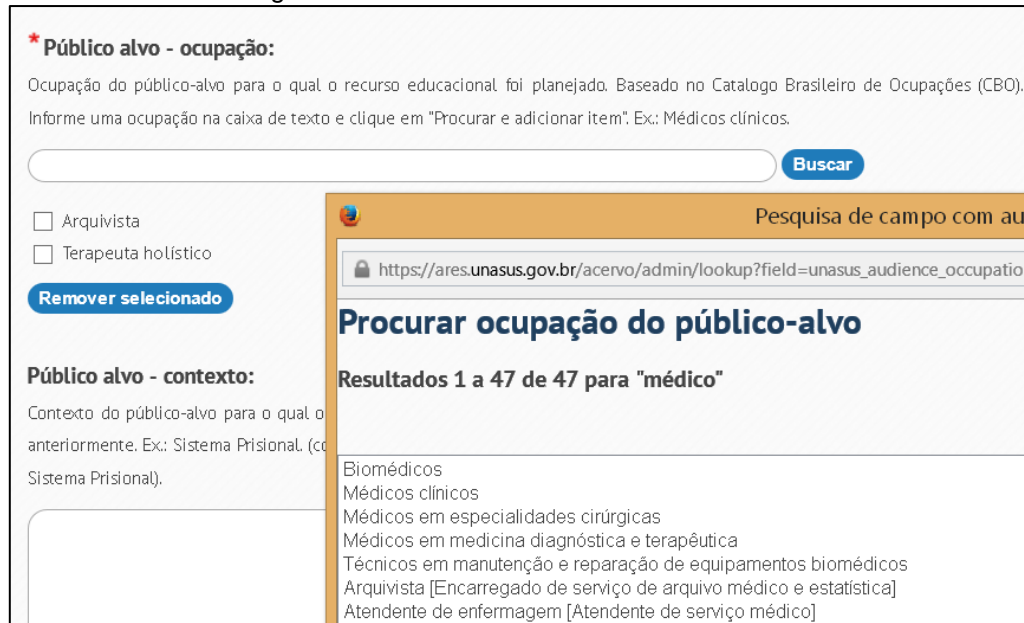 * Público alvo - ocupação:
Ocupação do público-alvo para o qual o recurso educacional foi planejado. Baseado no Catalogo Brasileiro de Ocupações (CBO).
Informe uma ocupação na caixa de texto e clique em "Procurar e adicionar item". Ex.: Médicos clínicos.
Buscar
Arquivista
Terapeuta holístico
Remover selecionado
Público alvo - contexto:
Contexto do público-alvo para o qual o
anteriormente. Ex.: Sistema Prisional. (co
Sistema Prisional).
Pesquisa de campo com au
https://ares.unasus.gov.br/acervo/admin/lookup?field=unasus_audience_occupatio
Procurar ocupação do público-alvo
Resultados 1 a 47 de 47 para "médico"
Biomédicos
Médicos clínicos
Médicos em especialidades cirúrgicas
Médicos em medicina diagnóstica e terapêutica
Técnicos em manutenção e reparação de equipamentos biomédicos
Arquivista [Encarregado de serviço de arquivo médico e estatística]
Atendente de enfermagem [Atendente de serviço médico]